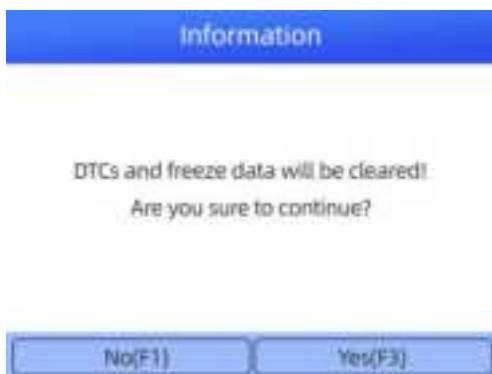 Information
DTCs and freeze data will be cleared!
Are you sure to continue?
No(F1)
Yes(F3)